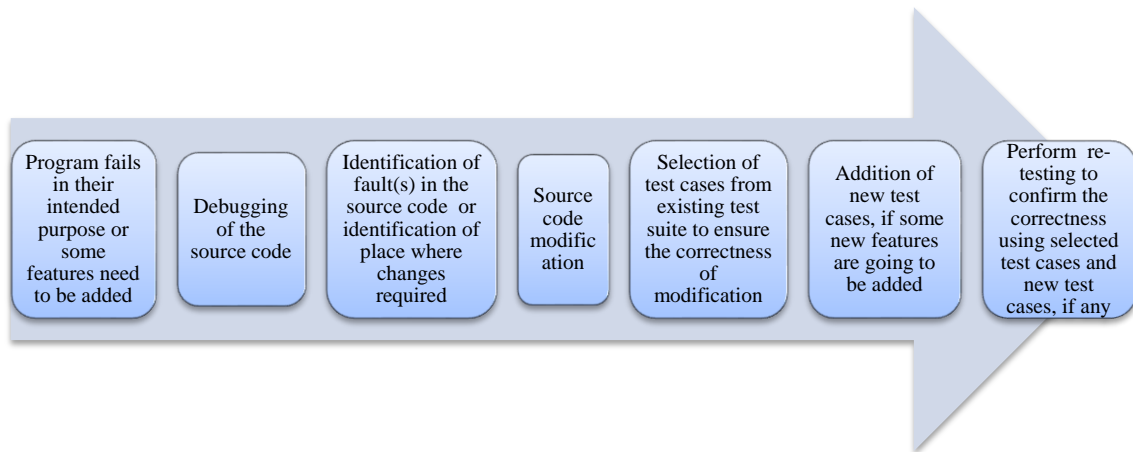 Program fails
in their
intended
purpose or
some
features need
to be added
Debugging
of the
source code
Identification of
fault(s) in the
source code or
identification of
place where
changes
required
Source
code
modific
ation
Selection of
test cases from
existing test
suite to ensure
the correctness
of
modification
Addition of
new test
cases, if some
new features
are going to
be added
Perform re-
testing to
confirm the
correctness
using selected
test cases and
new test
cases, if any